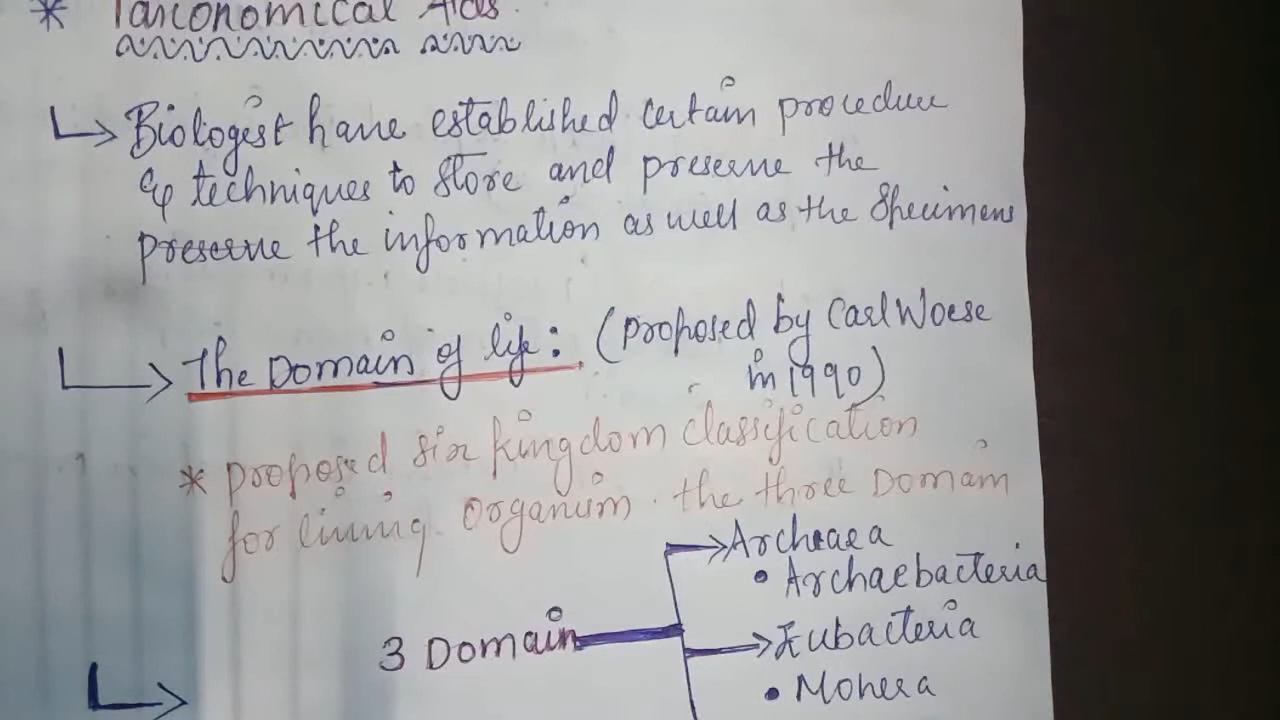 * Taxonomical Aids
Biologist have established certain procedure
& techniques to store and preserve the
preserve the information as well as the Specimens
The Domain of life: (Proposed by Carl Woese
in 1990)
* proposed six kingdom classification
for living organism. the three Domain
Archaea
• Archaebacteria
3 Domain
Eubacteria
• Monera